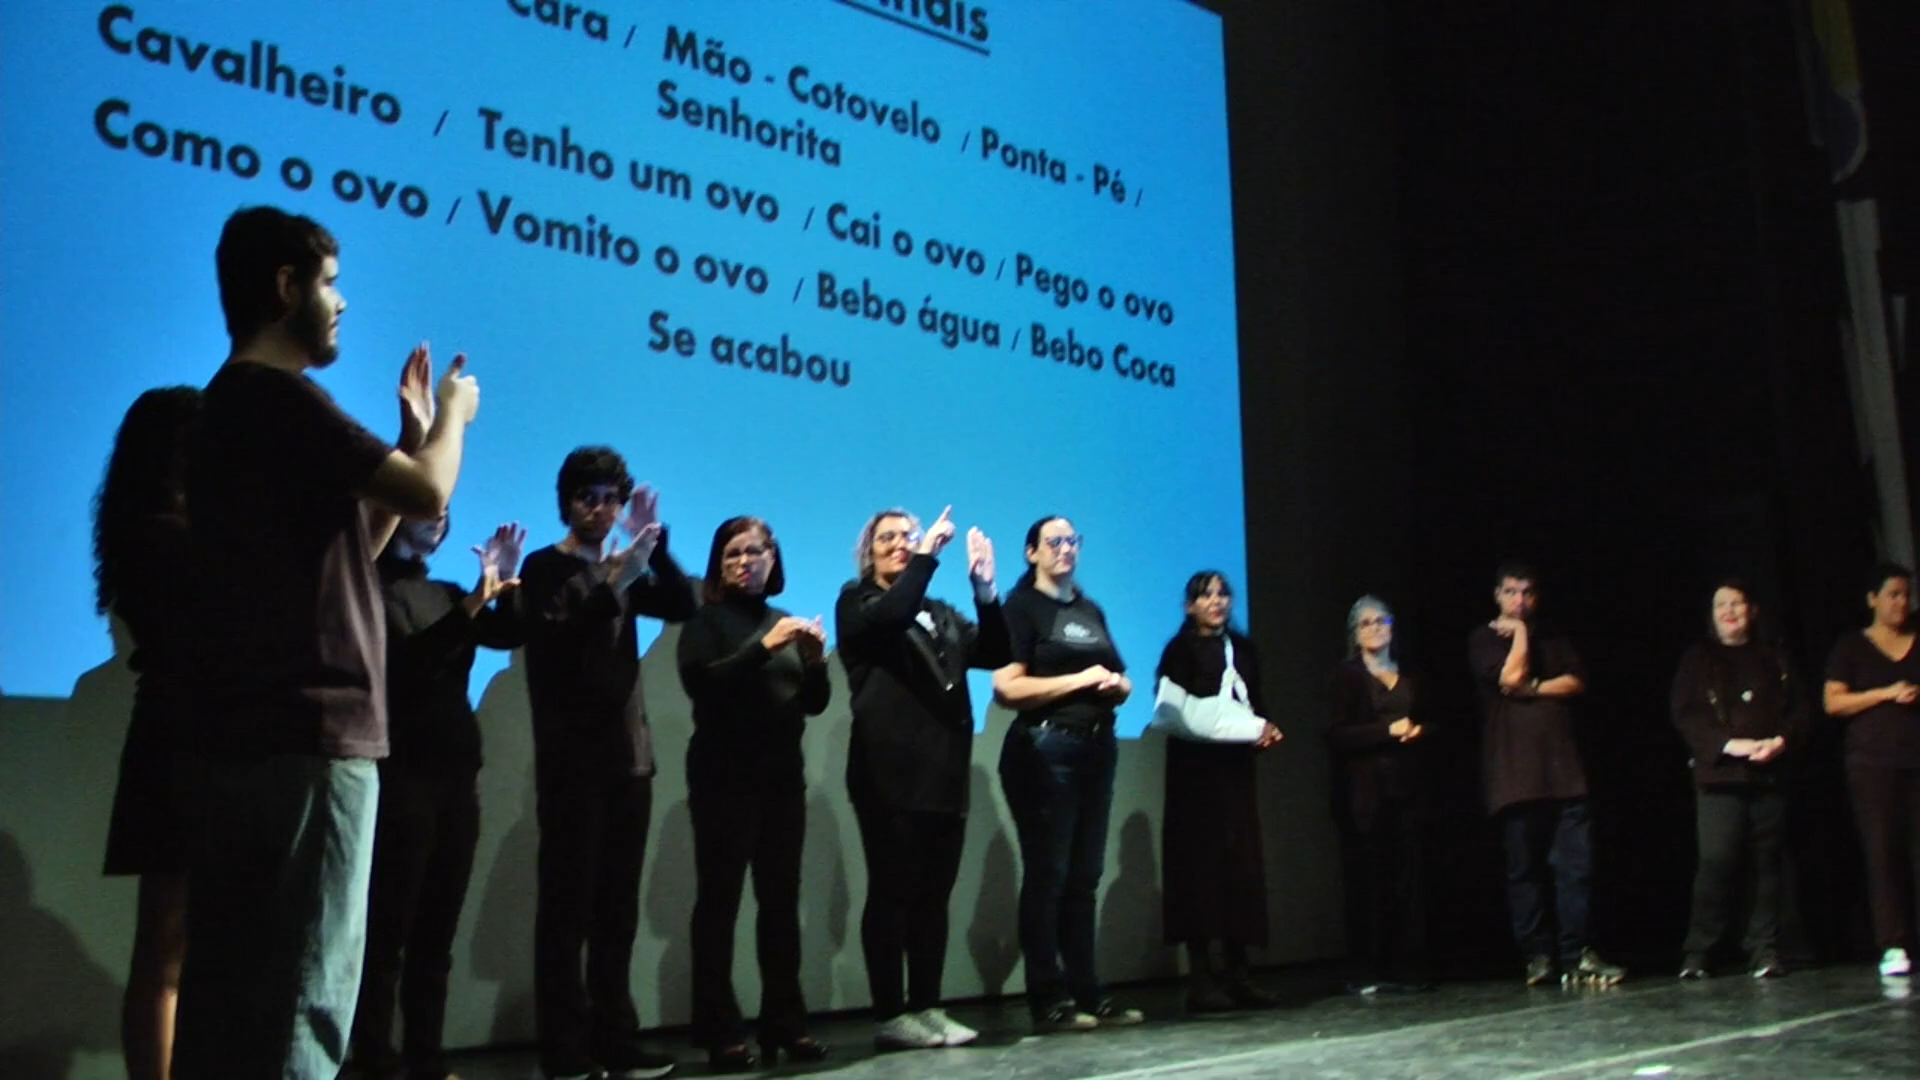 Cara / Mão - Cotovelo / Ponta - Pé /
Senhorita
Cavalheiro / Tenho um ovo / Cai o ovo / Pego o ovo
Como o ovo / Vomito o ovo / Bebo água / Bebo Coca
Se acabou